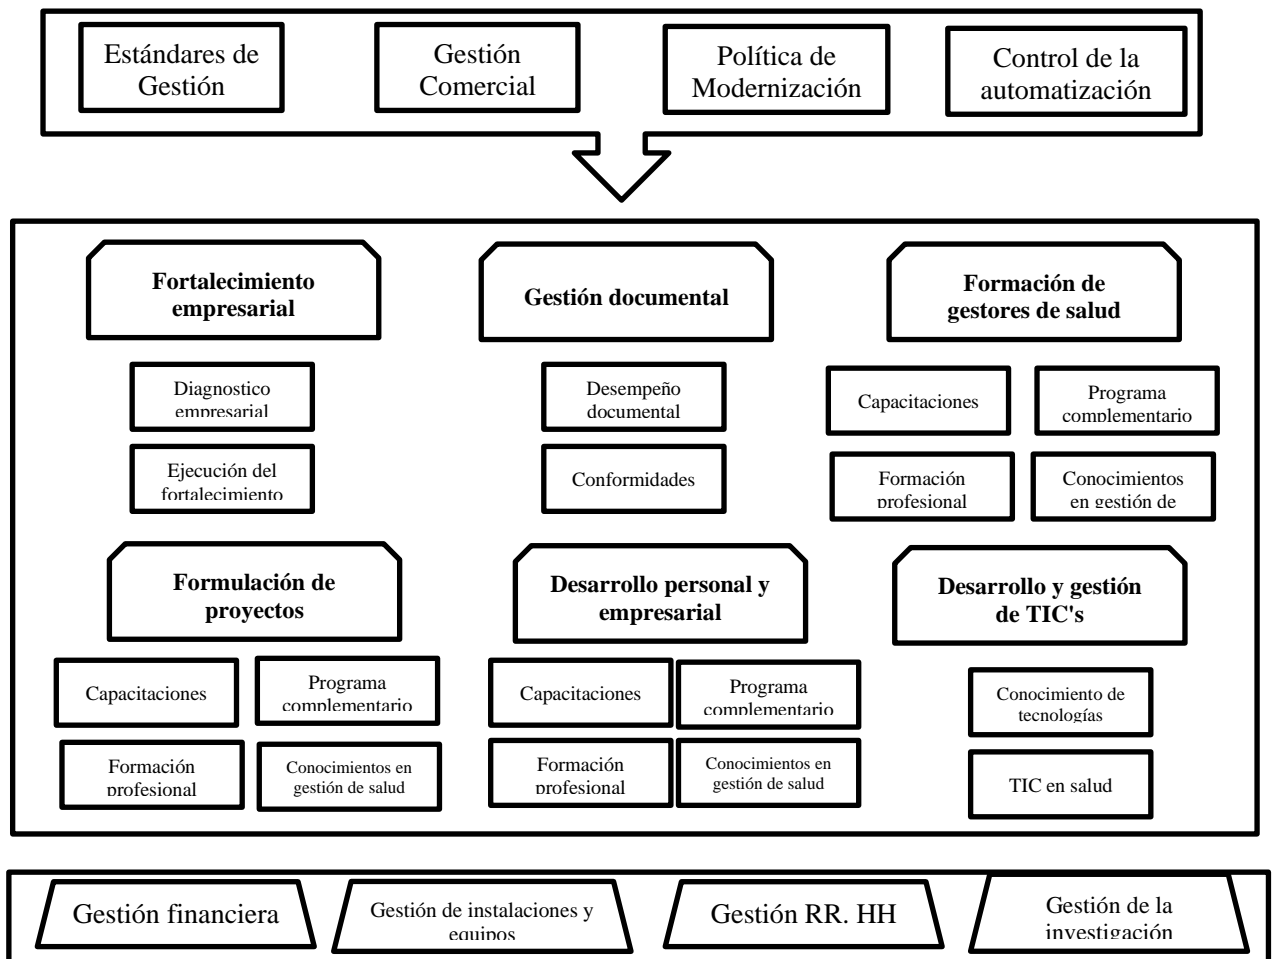 Estándares de
Gestión
Gestión
Comercial
Política de
Modernización
Control de la
automatización
Fortalecimiento
empresarial
Gestión documental
Formación de
gestores de salud
Diagnostico
empresarial
Desempeño
documental
Capacitaciones
Programa
complementario
Ejecución del
fortalecimiento
Conformidades
Formación
profesional
Conocimientos
en gestión de
Formulación de
proyectos
Desarrollo personal y
empresarial
Desarrollo y gestión
de TIC's
Capacitaciones
Programa
complementario
Capacitaciones
Programa
complementario
Conocimiento de
tecnologías
Formación
profesional
Conocimientos en
gestión de salud
Formación
profesional
Conocimientos en
gestión de salud
TIC en salud
Gestión financiera
Gestión de instalaciones y
equipos
Gestión RR. HH
Gestión de la
investigación